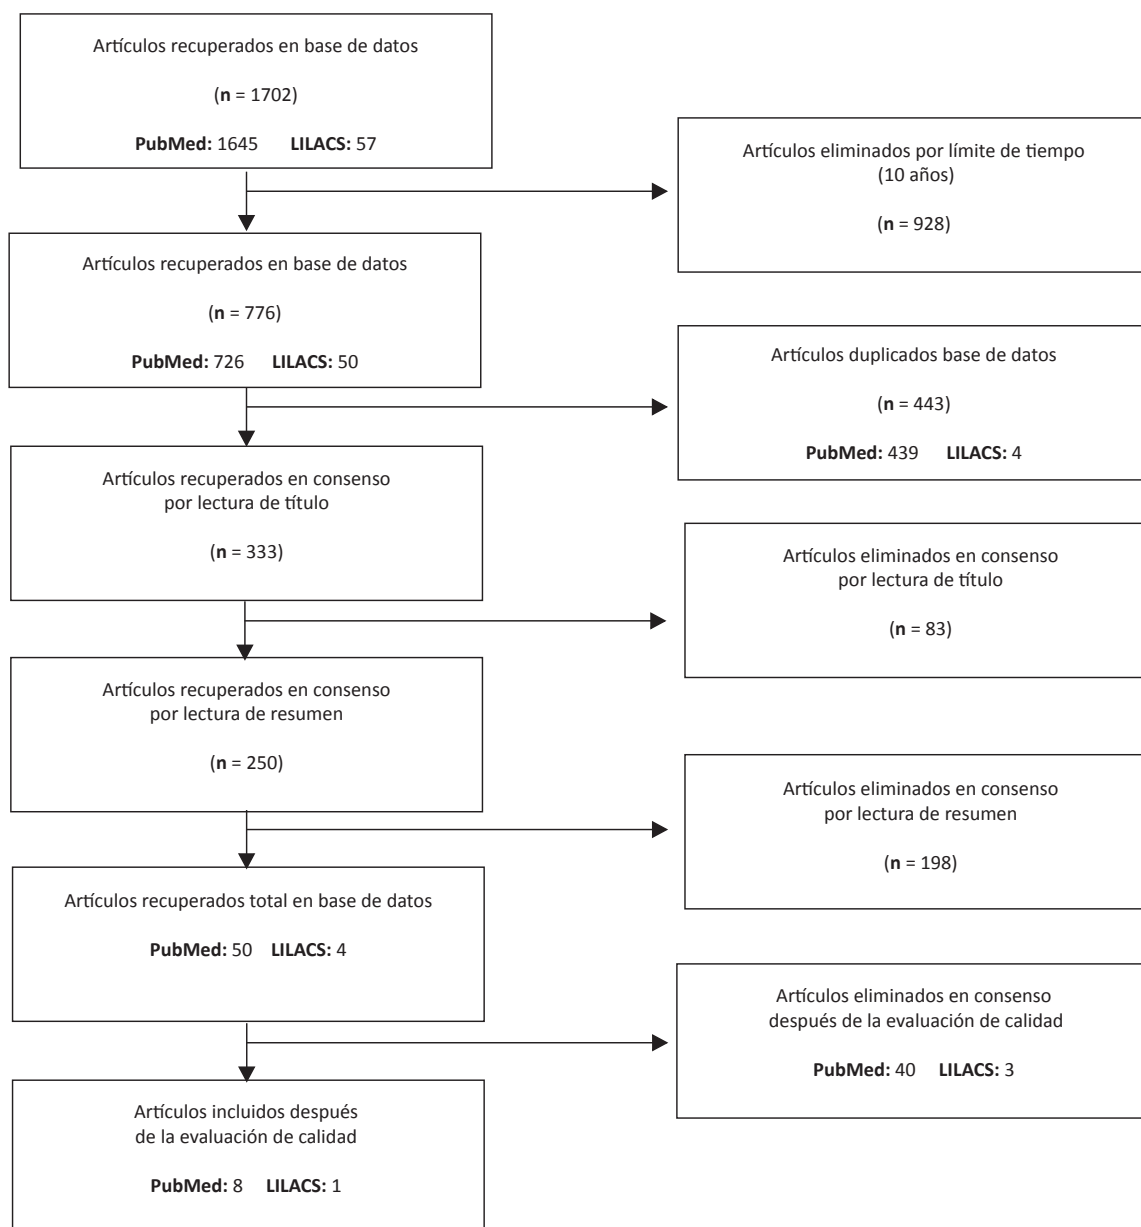 Artículos recuperados en base de datos
(n = 1702)
PubMed: 1645 LILACS: 57
Artículos eliminados por límite de tiempo
(10 años)
(n = 928)
Artículos recuperados en base de datos
(n = 776)
PubMed: 726 LILACS: 50
Artículos duplicados base de datos
(n = 443)
PubMed: 439 LILACS: 4
Artículos recuperados en consenso
por lectura de título
(n = 333)
Artículos eliminados en consenso
por lectura de título
(n = 83)
Artículos recuperados en consenso
por lectura de resumen
(n = 250)
Artículos eliminados en consenso
por lectura de resumen
(n = 198)
Artículos recuperados total en base de datos
PubMed: 50 LILACS: 4
Artículos eliminados en consenso
después de la evaluación de calidad
PubMed: 40 LILACS: 3
Artículos incluidos después
de la evaluación de calidad
PubMed: 8 LILACS: 1